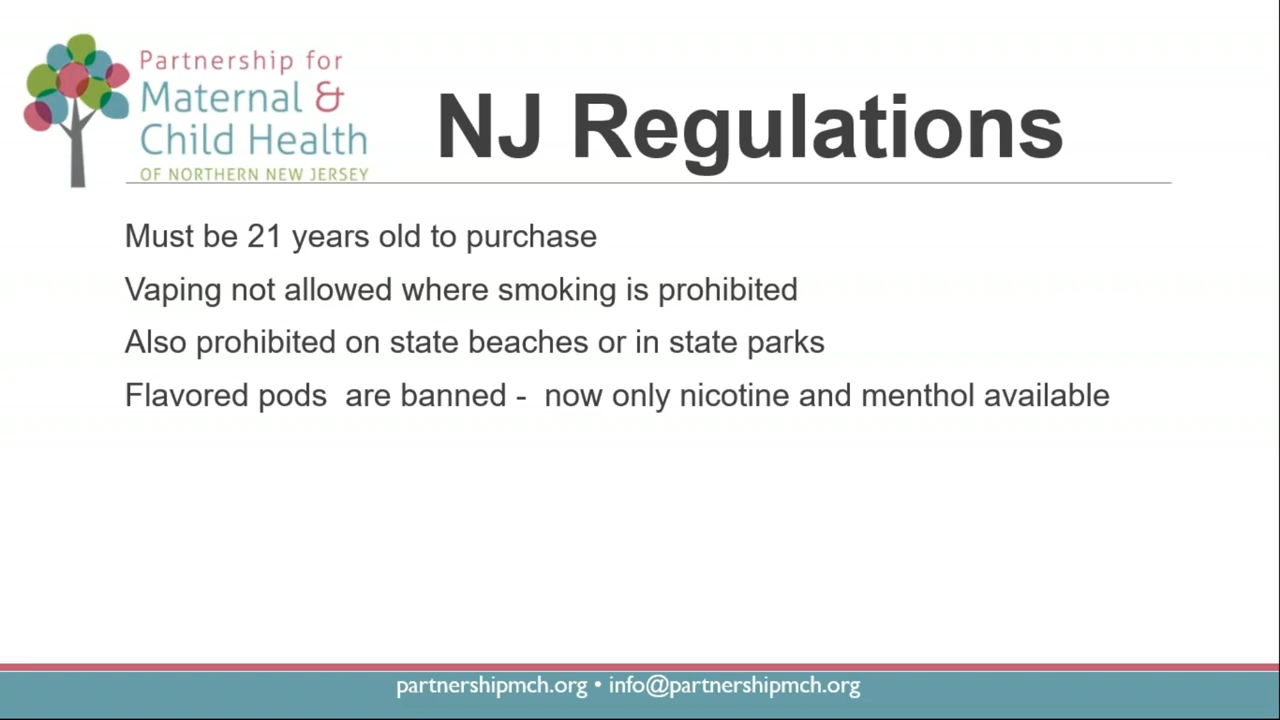 Partnership for
Maternal &
Child Health
OF NORTHERN NEW JERSEY
NJ Regulations
Must be 21 years old to purchase
Vaping not allowed where smoking is prohibited
Also prohibited on state beaches or in state parks
Flavored pods  are banned -  now only nicotine and menthol available
partnershipmch.org • info@partnershipmch.org